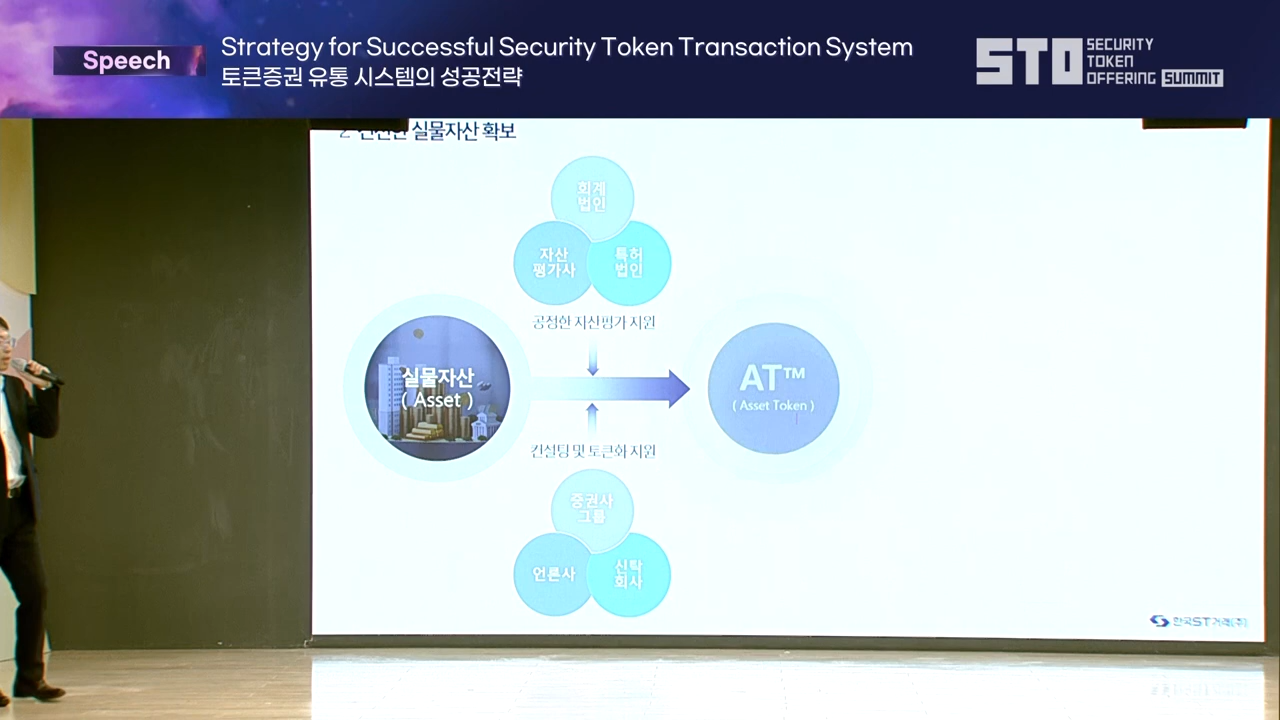 Speech
Strategy for Successful Security Token Transaction System
토큰증권 유통 시스템의 성공전략
STO SECURITY
TOKEN
OFFERING SUMMIT
실물자산 확보
회계
법인
자산
평가사
특허
법인
공정한 자산평가 지원
실물자산
( Asset )
AT™
( Asset Token )
컨설팅 및 토큰화 지원
증권사
그룹
언론사
신탁
회사
한국ST거래(주)